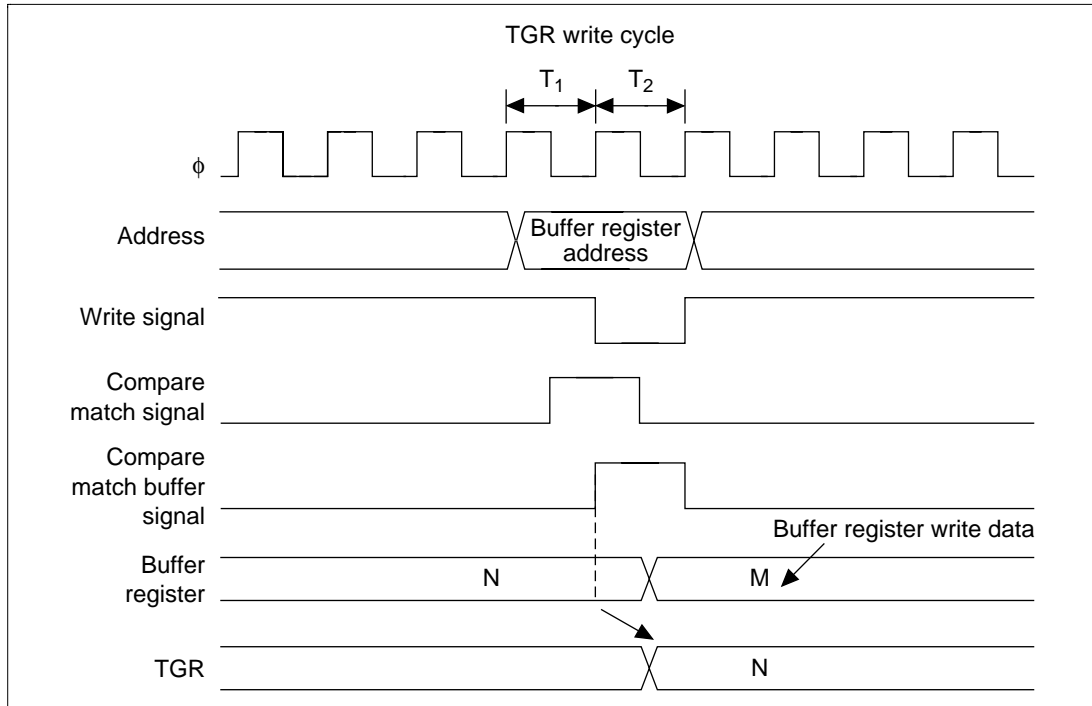 TGR write cycle
T1 T2
ϕ
Address
Buffer register
address
Write signal
Compare
match signal
Compare
match buffer
signal
Buffer register write data
Buffer
register
N M
TGR
N